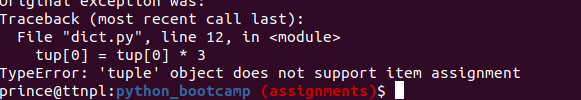 Original exception was:
Traceback (most recent call last):
  File "dict.py", line 12, in <module>
    tup[0] = tup[0] * 3
TypeError: 'tuple' object does not support item assignment
prince@ttnpl:python_bootcamp (assignments)$